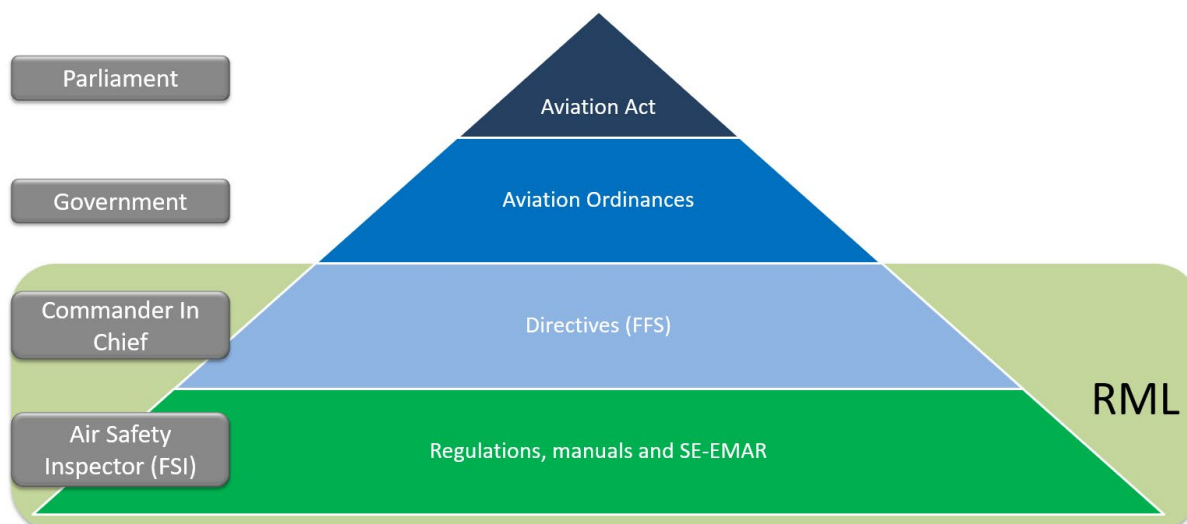 Parliament
Aviation Act
Government
Aviation Ordinances
Commander In
Chief
Directives (FFS)
RML
Air Safety
Inspector (FSI)
Regulations, manuals and SE-EMAR